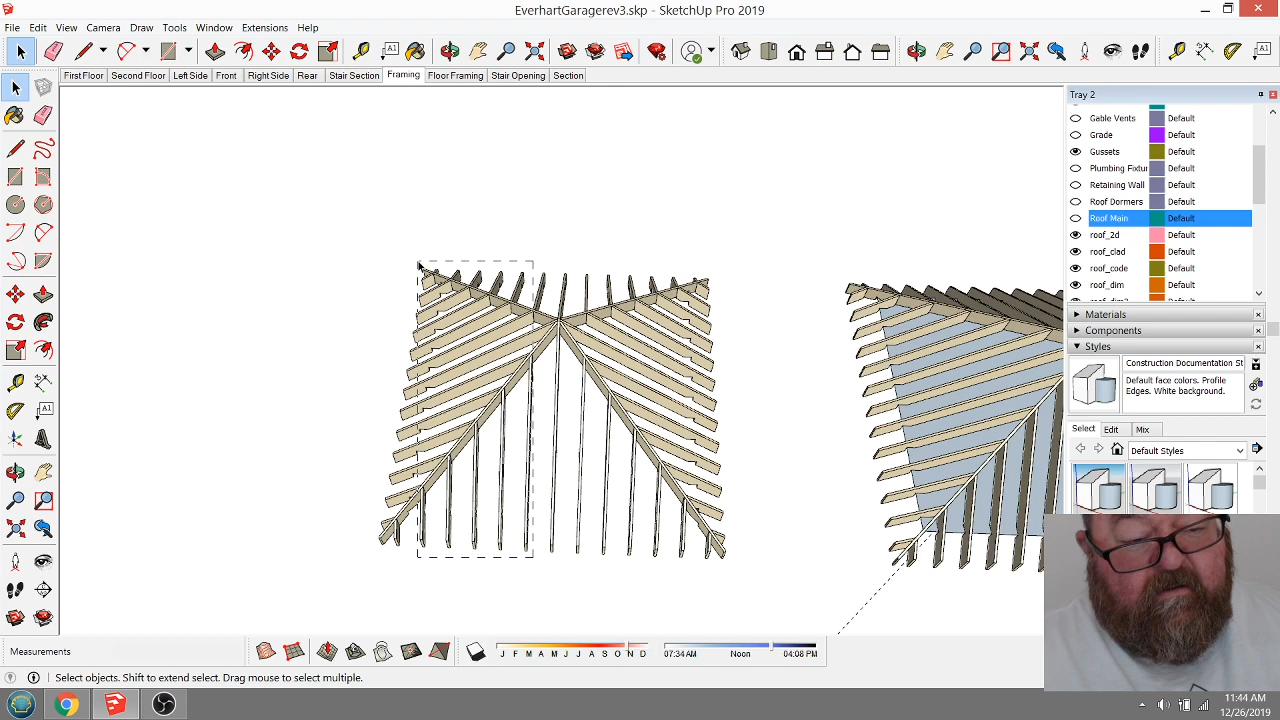 EverhartGaragerev3.skp - SketchUp Pro 2019
File Edit View Camera Draw Tools Window Extensions Help
First Floor Second Floor Left Side Front Right Side Rear Stair Section Framing Floor Framing Stair Opening Section
Tray 2
Gable Vents Default
Grade Default
Gussets Default
Plumbing Fixtu Default
Retaining Wall Default
Roof Dormers Default
Roof Main Default
roof_2d Default
roof_clad Default
roof_code Default
roof_dim Default
Materials
Components
Styles
Construction Documentation St
Default face colors. Profile
Edges. White background.
Select Edit Mix
Default Styles
Measurements
J F M A M J J A S O N D
07:34 AM Noon 04:08 PM
Select objects. Shift to extend select. Drag mouse to select multiple.
11:44 AM
12/26/2019